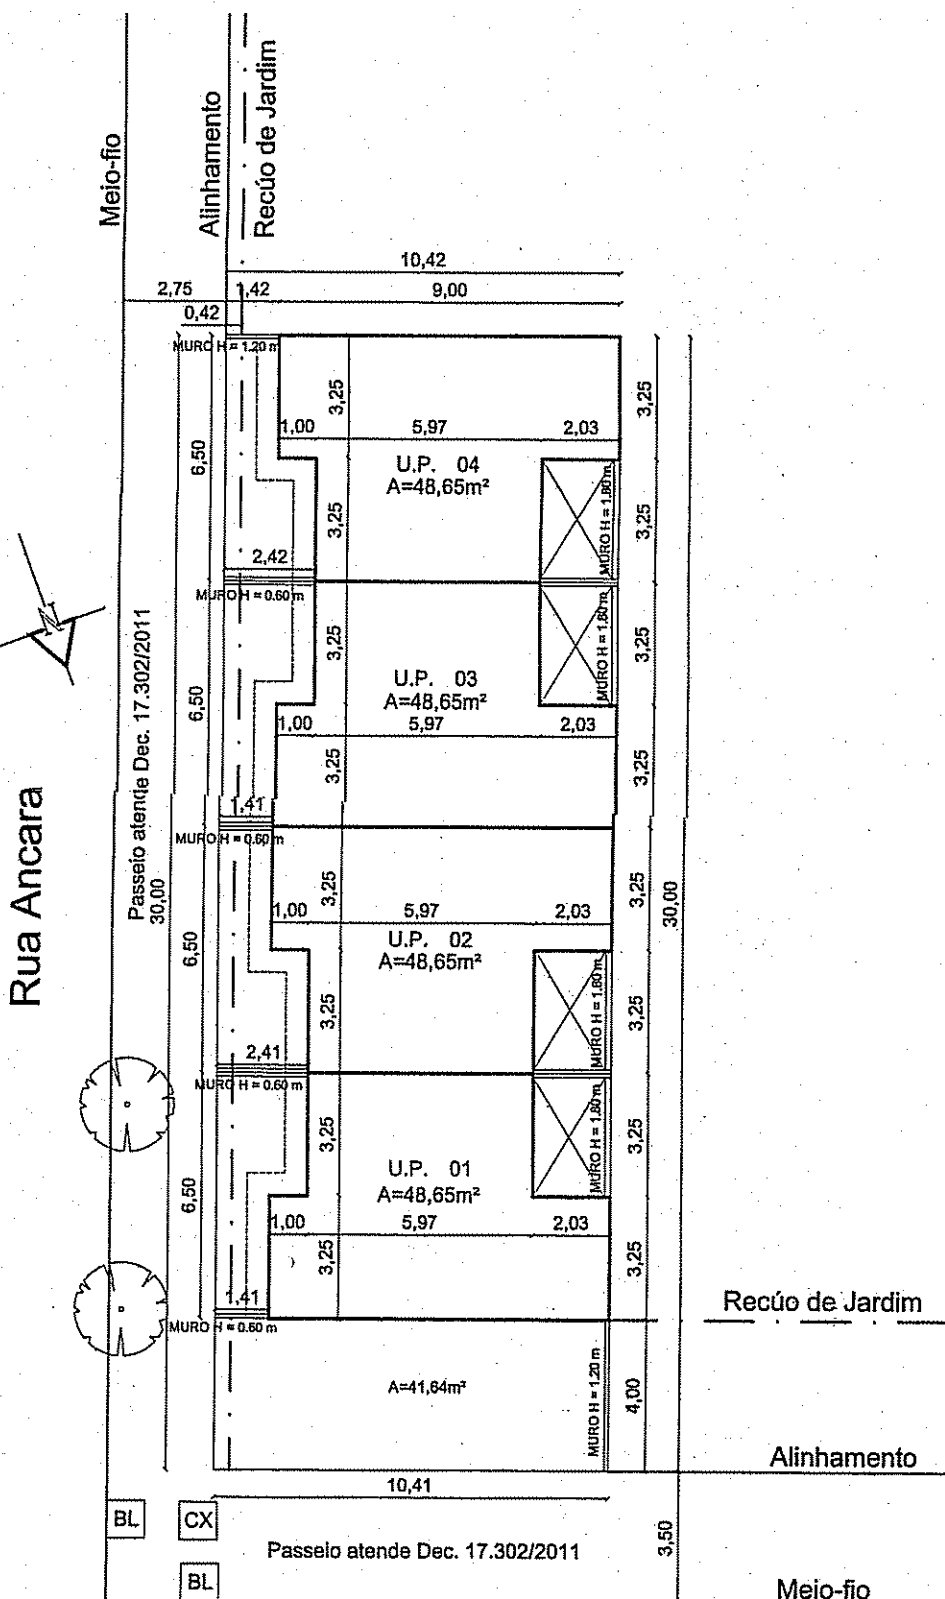 Meio-fio
Alinhamento
Recúo de Jardim
10,42
2,75
1,42
9,00
0,42
MURO H = 1.20 m
3,25
3,25
1,00
5,97
2,03
6,50
U.P. 04
A=48,65m²
3,25
3,25
MURO H = 1.80 m
2,42
MURO H = 0.60 m
N
MURO H = 1.80 m
3,25
3,25
U.P. 03
A=48,65m²
6,50
1,00
5,97
2,03
3,25
3,25
1,41
MURO H = 0.60 m
Rua Ancara
Passeio atende Dec. 17.302/2011
30,00
3,25
3,25
30,00
1,00
5,97
2,03
U.P. 02
A=48,65m²
6,50
3,25
3,25
MURO H = 1.80 m
2,41
MURO H = 0.60 m
MURO H = 1.80 m
3,25
3,25
U.P. 01
A=48,65m²
6,50
1,00
5,97
2,03
3,25
3,25
1,41
MURO H = 0.60 m
Recúo de Jardim
A=41,64m²
MURO H = 1.20 m
4,00
Alinhamento
10,41
BL
CX
Passeio atende Dec. 17.302/2011
3,50
BL
Meio-fio